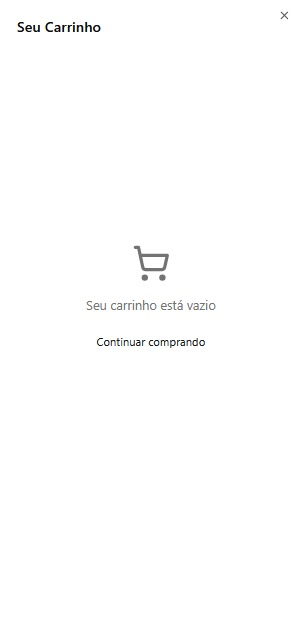 Seu Carrinho
Seu carrinho está vazio
Continuar comprando